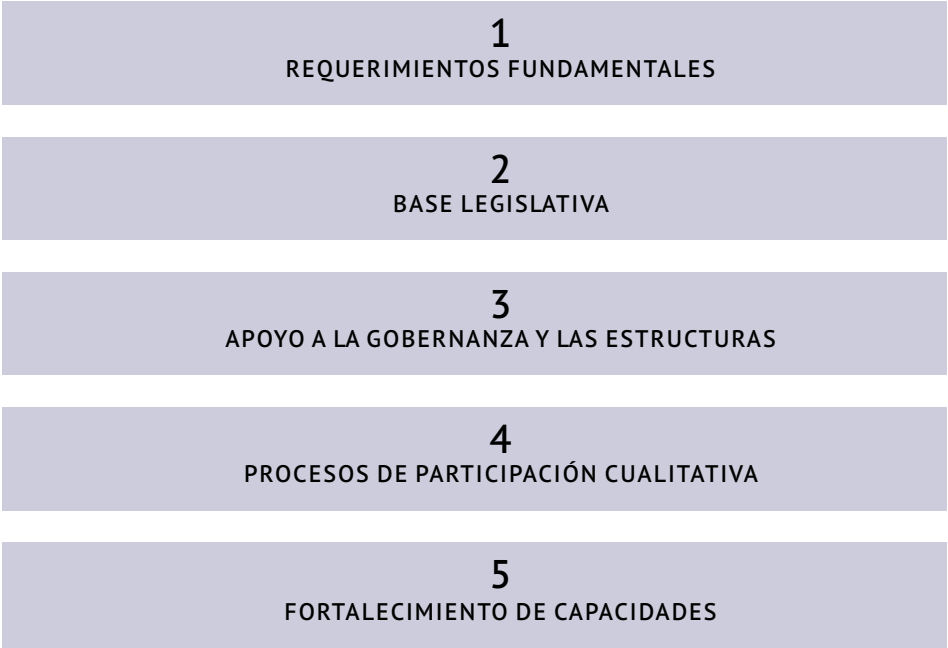 1
REQUERIMIENTOS FUNDAMENTALES
2
BASE LEGISLATIVA
3
APOYO A LA GOBERNANZA Y LAS ESTRUCTURAS
4
PROCESOS DE PARTICIPACIÓN CUALITATIVA
5
FORTALECIMIENTO DE CAPACIDADES